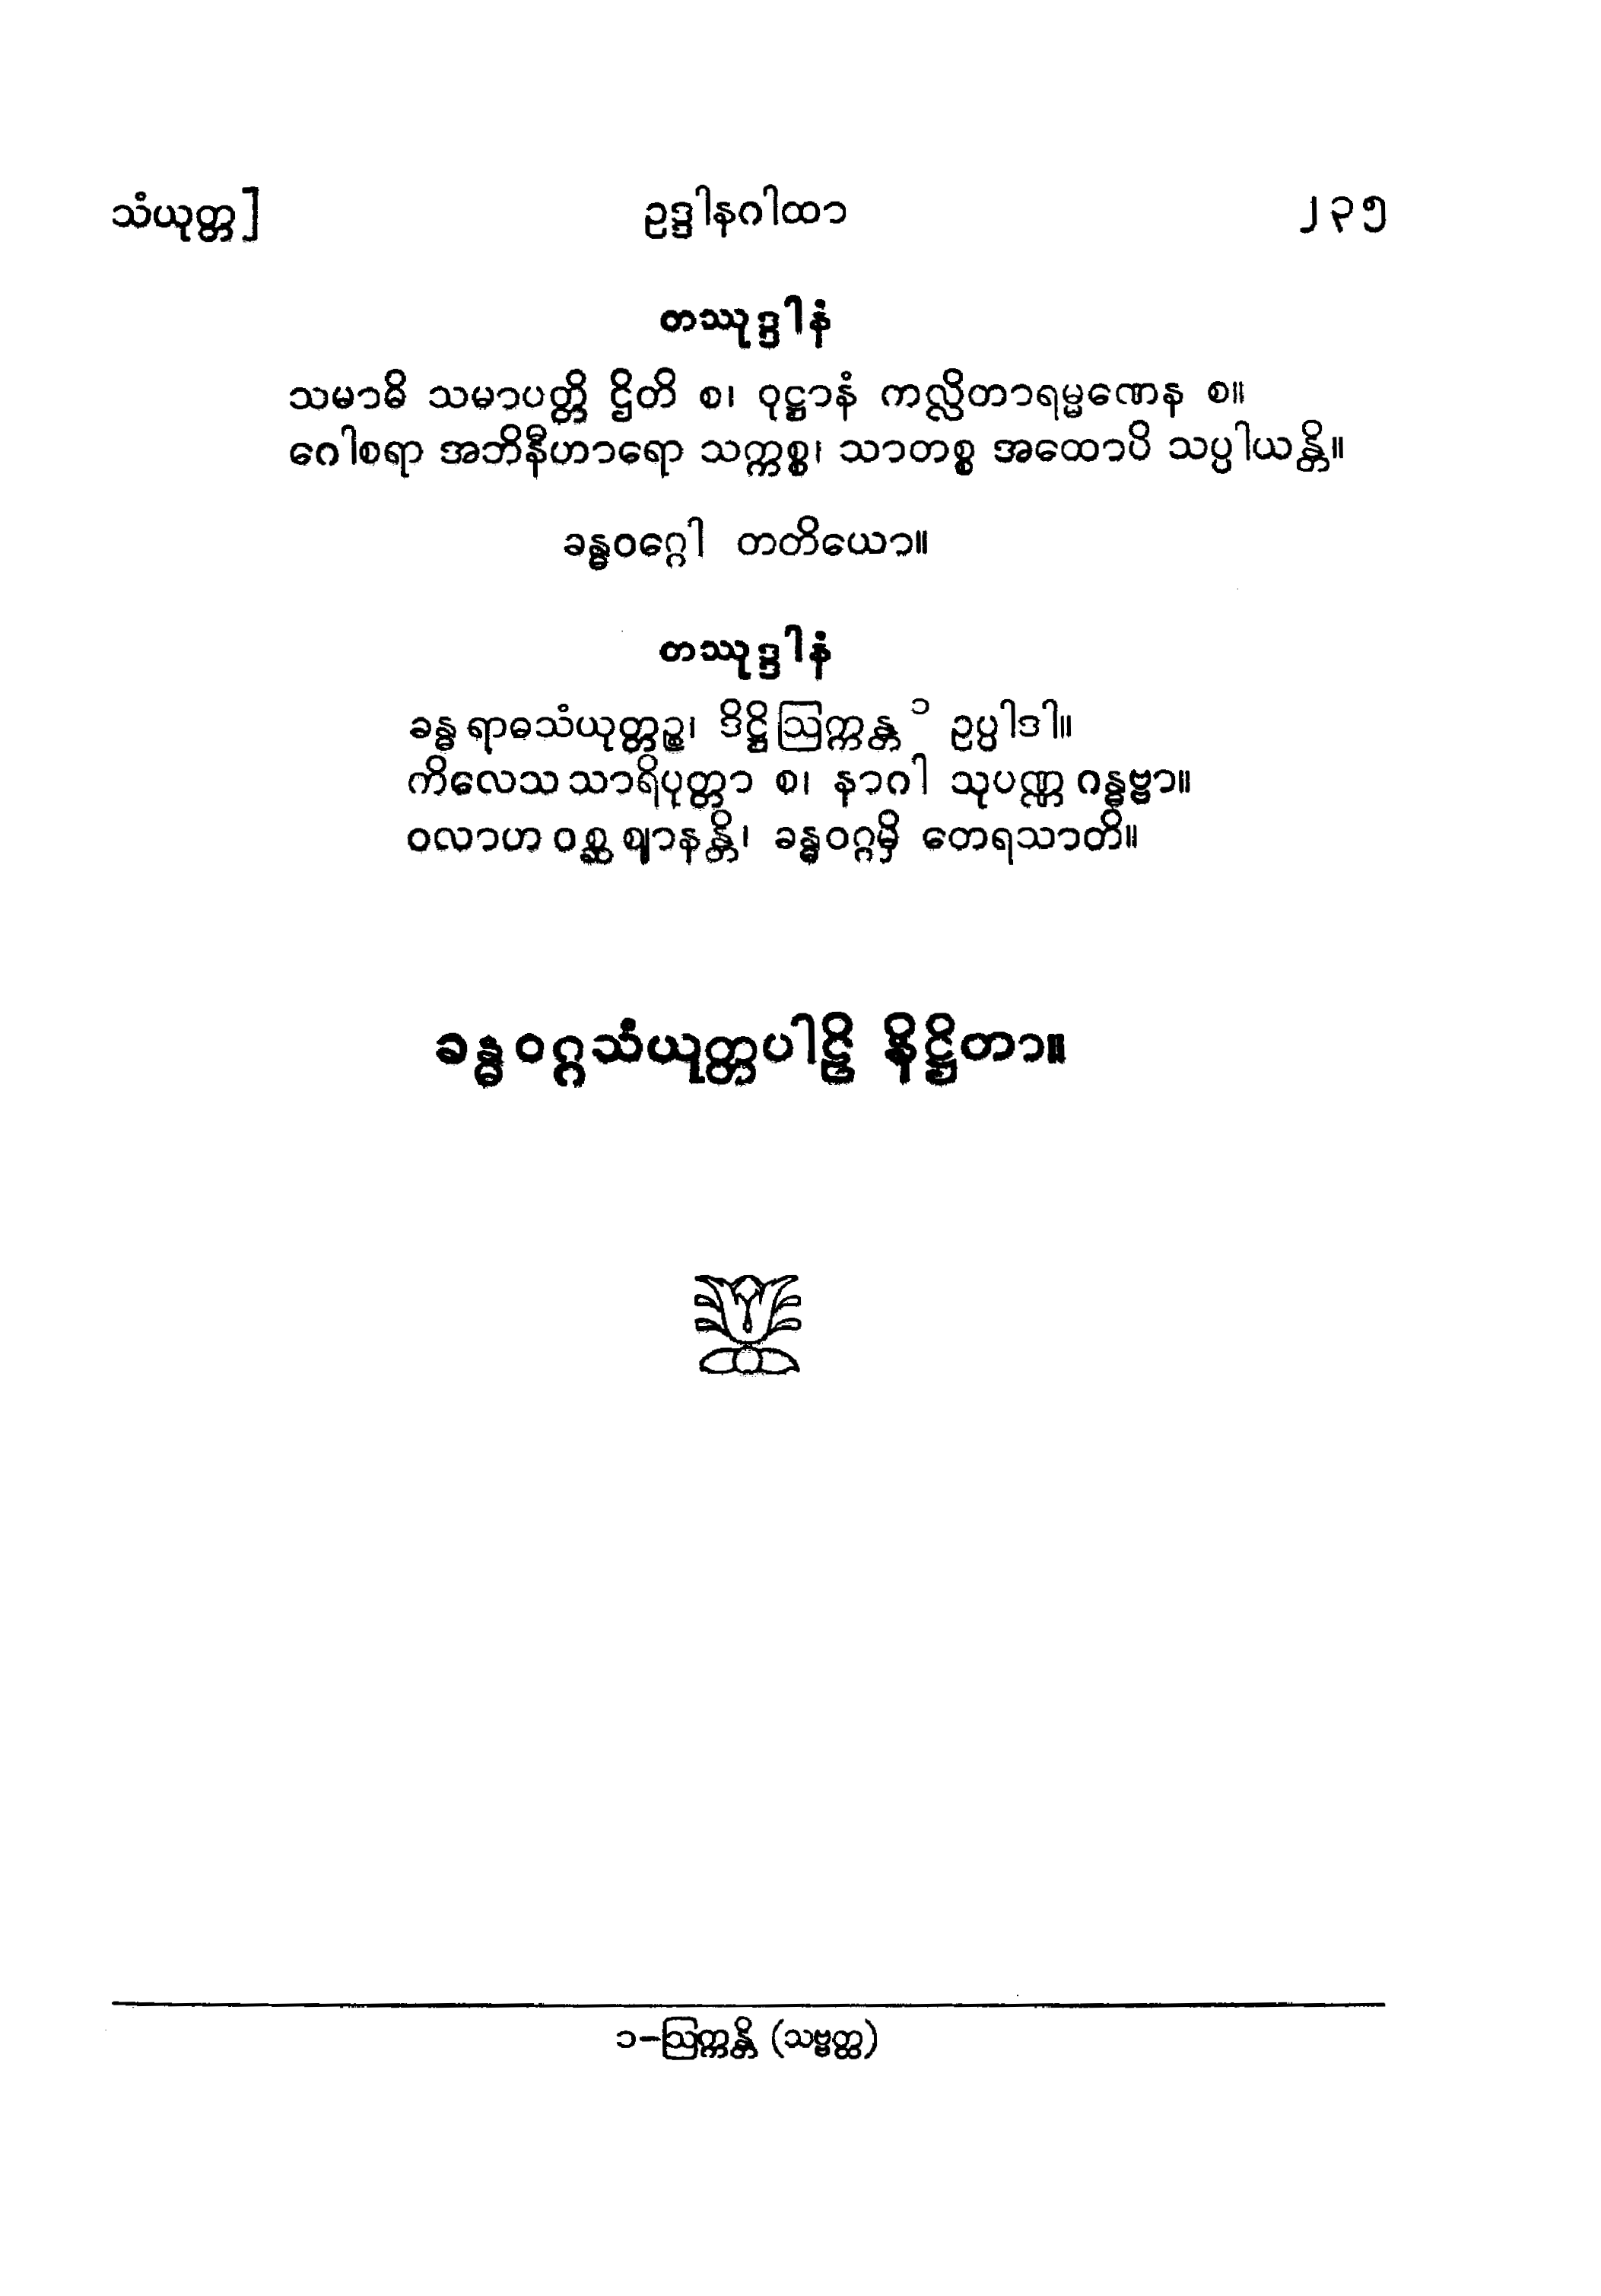 သံယုတ္တ] ဥဒ္ဒါနဂါထာ ၂၃၅
တဿုဒ္ဒါနံ
သမာဓိ သမာပတ္တိ ဌိတိ စ၊ ဝုဋ္ဌာနံ ကလ္လိတာရမ္မဏေန စ။
ဂေါစရာ အဘိနီဟာရော သက္ကစ္စ၊ သာတစ္စ အထောပိ သပ္ပါယန္တိ။
ခန္ဓဝဂ္ဂေါ တတိယော။
တဿုဒ္ဒါနံ
ခန္ဓ ရာဓသံယုတ္တဉ္စ၊ ဒိဋ္ဌိဩက္ကန္တ ၁ ဥပ္ပါဒါ။
ကိလေသ သာရိပုတ္တာ စ၊ နာဂါ သုပဏ္ဏ ဂန္ဓဗ္ဗာ။
ဝလာဟ ဝစ္ဆ ဈာနန္တိ၊ ခန္ဓဝဂ္ဂမှိ တေရသာတိ။
ခန္ဓဝဂ္ဂသံယုတ္တပါဠိ နိဋ္ဌိတာ။
၁−ဩက္ကန္တိ (သဗ္ဗတ္ထ)